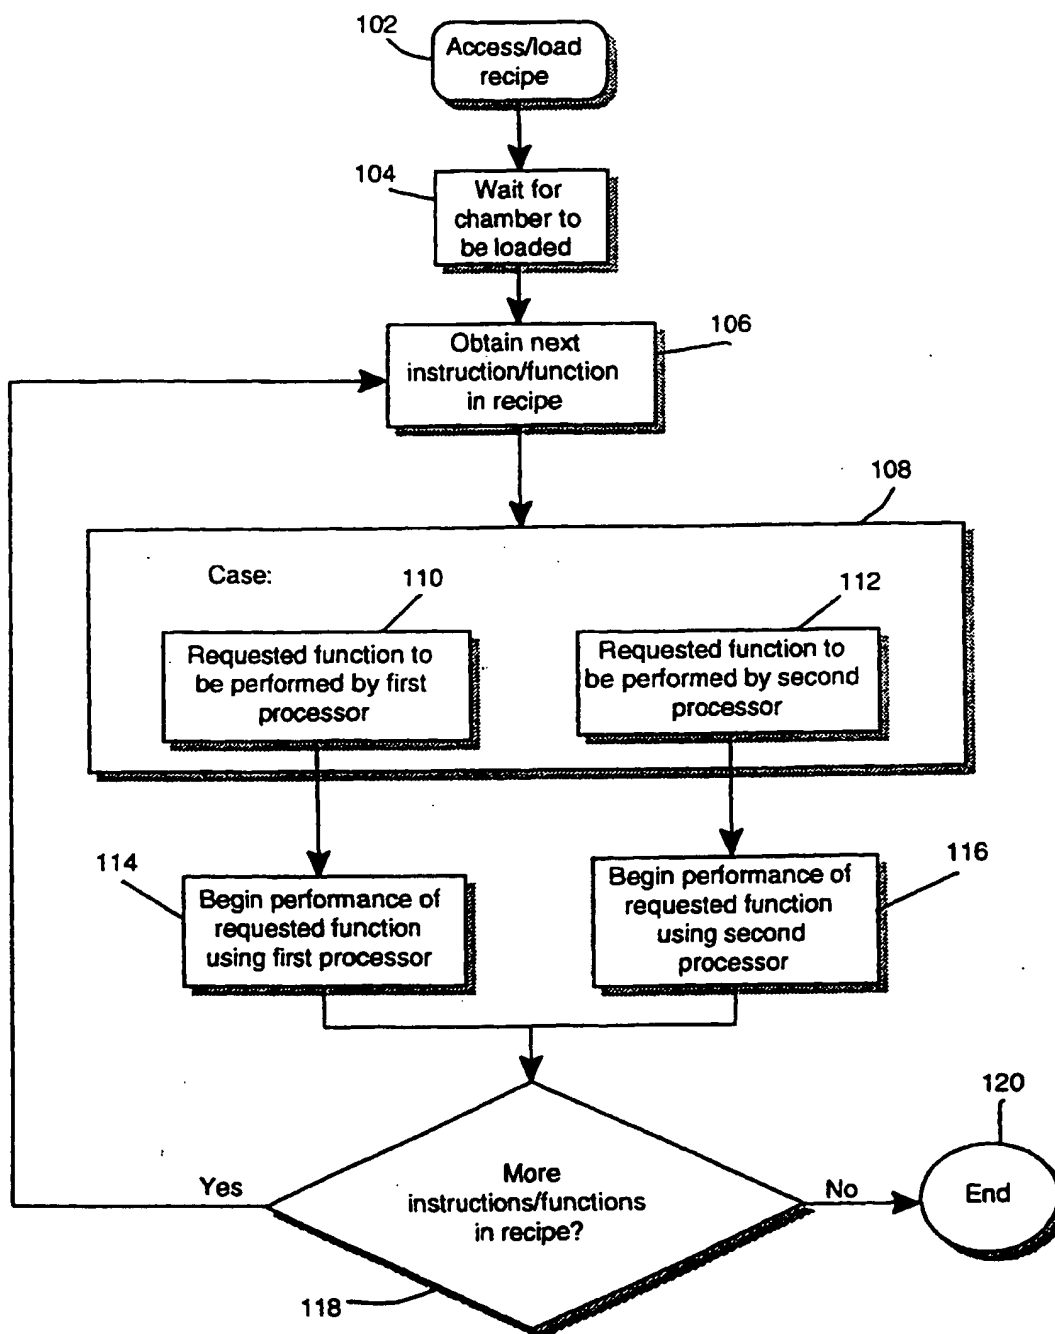 102
Access/load
recipe
104
Wait for
chamber to
be loaded
106
Obtain next
instruction/function
in recipe
108
Case:
110
112
Requested function to
be performed by first
processor
Requested function to
be performed by second
processor
114
116
Begin performance of
requested function
using first processor
Begin performance of
requested function
using second
processor
120
Yes
More
instructions/functions
in recipe?
No
End
118